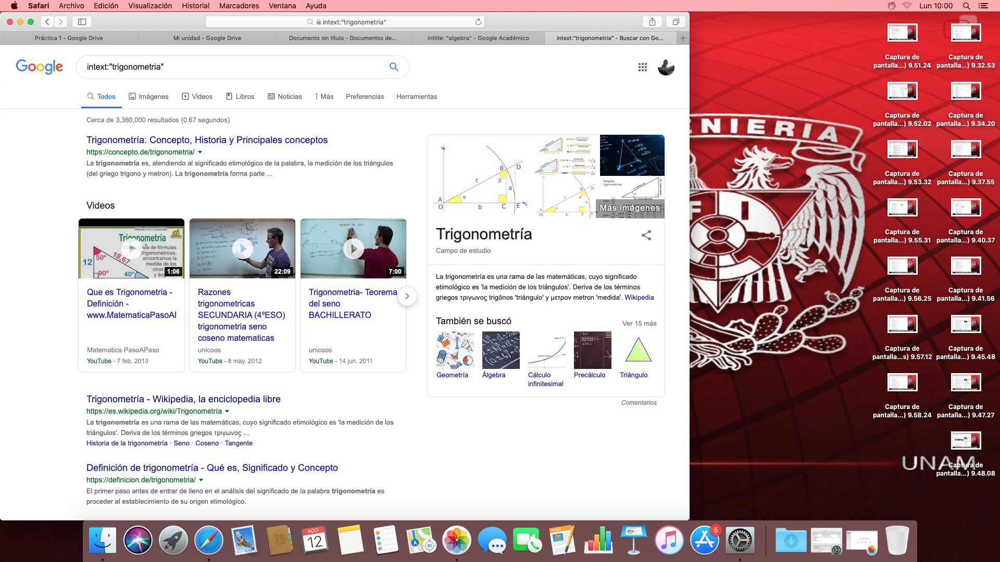 Safari Archivo Edición Visualización Historial Marcadores Ventana Ayuda
Lun 10:00
intext:"trigonometria"
Práctica 1 - Google Drive
Mi unidad - Google Drive
Documento sin título - Documentos de...
intitle: "algebra" - Google Académico
intext:"trigonometria" - Buscar con Go...
Google
intext:"trigonometria"
Todos Imágenes Videos Libros Noticias Más Preferencias Herramientas
Cerca de 3,360,000 resultados (0.67 segundos)
Trigonometría: Concepto, Historia y Principales conceptos
https://concepto.de/trigonometria/
La trigonometría es, atendiendo al significado etimológico de la palabra, la medición de los triángulos
(del griego trigono y metron). La trigonometría forma parte ...
Videos
Trigonometría
12
50º
18,67
90º
40º
1:06
22:09
7:00
Que es Trigonometria -
Definición -
www.MatematicaPasoAl
Matematica PasoAPaso
YouTube - 7 feb. 2013
Razones
trigonometricas
SECUNDARIA (4ºESO)
trigonometria seno
coseno matematicas
unicoos
YouTube - 8 may. 2012
Trigonometria- Teorema
del seno
BACHILLERATO
unicoos
YouTube - 14 jun. 2011
Trigonometría - Wikipedia, la enciclopedia libre
https://es.wikipedia.org/wiki/Trigonometría
La trigonometría es una rama de las matemáticas, cuyo significado etimológico es 'la medición de los
triángulos'. Deriva de los términos griegos τριγωνος ...
Historia de la trigonometría · Seno · Coseno · Tangente
Definición de trigonometría - Qué es, Significado y Concepto
https://definicion.de/trigonometria/
El primer paso antes de entrar de lleno en el análisis del significado de la palabra trigonometría es
proceder al establecimiento de su origen etimológico.
y
B
D
c
β
a
A
α
O
b
C
E
x
Más imágenes
Trigonometría
Campo de estudio
La trigonometría es una rama de las matemáticas, cuyo significado
etimológico es 'la medición de los triángulos'. Deriva de los términos
griegos τριγωνος trigōnos 'triángulo' y μετρον metron 'medida'. Wikipedia
También se buscó
Ver 15 más
Geometría
Álgebra
Cálculo
infinitesimal
Precálculo
Triángulo
Comentarios
NIERIA
UNAM
Captura de
pantalla...) 9.51.24
Captura de
pantalla...) 9.32.53
Captura de
pantalla...) 9.52.02
Captura de
pantalla...) 9.34.20
Captura de
pantalla...) 9.53.32
Captura de
pantalla...) 9.37.55
Captura de
pantalla...) 9.55.31
Captura de
pantalla...) 9.40.37
Captura de
pantalla...) 9.56.25
Captura de
pantalla...) 9.41.56
Captura de
pantalla...s) 9.57.12
Captura de
pantalla...) 9.45.48
Captura de
pantalla...) 9.58.24
Captura de
pantalla...) 9.47.27
Captura de
pantalla...) 9.48.08
AGO
12
3D
PAGES
5